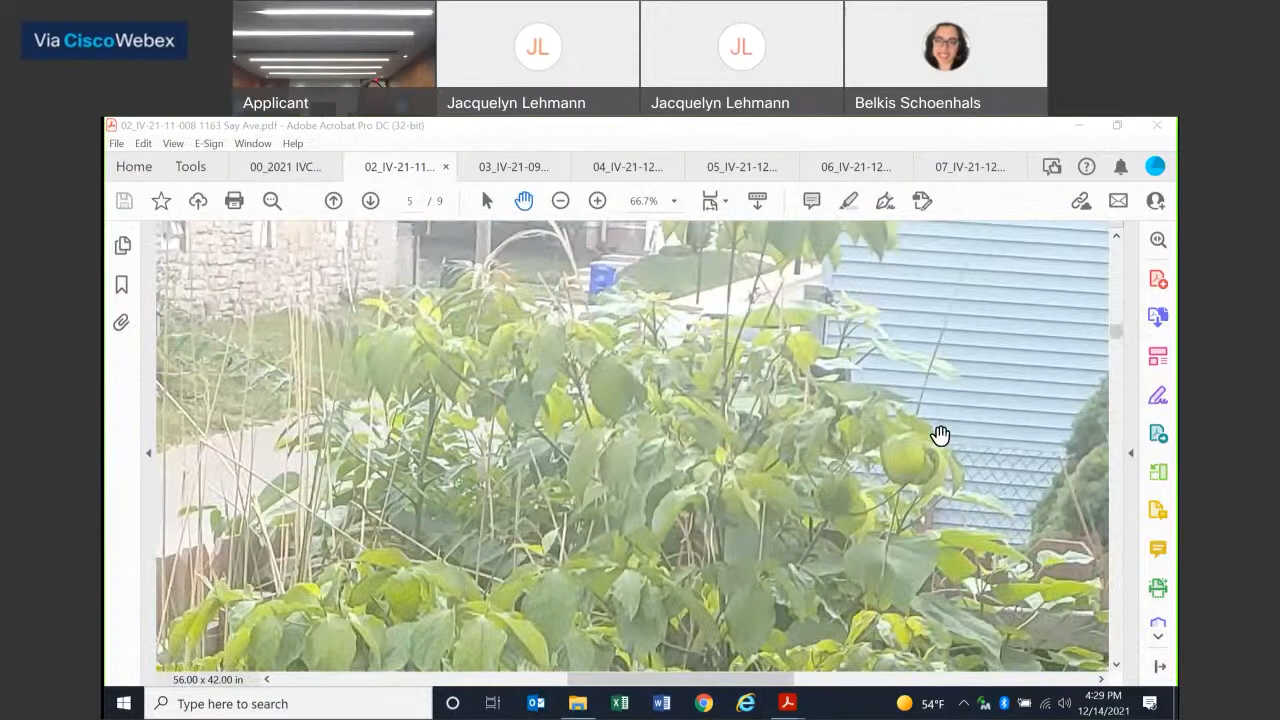 Via Cisco Webex
JL
JL
Applicant
Jacquelyn Lehmann
Jacquelyn Lehmann
Belkis Schoenhals
02_IV-21-11-008 1163 Say Ave.pdf - Adobe Acrobat Pro DC (32-bit)
File Edit View E-Sign Window Help
Home Tools 00_2021 IVC... 02_IV-21-11... × 03_IV-21-09... 04_IV-21-12... 05_IV-21-12... 06_IV-21-12... 07_IV-21-12...
5 / 9 66.7%
56.00 x 42.00 in
Type here to search
54°F
4:29 PM
12/14/2021